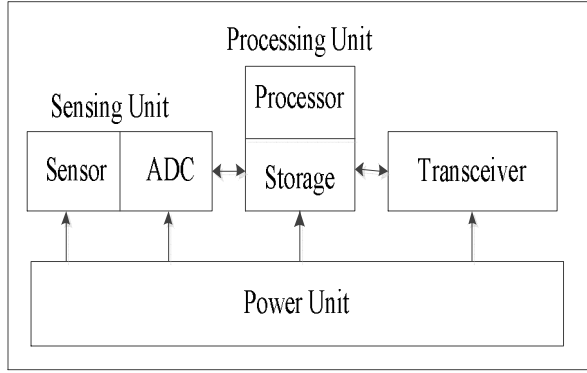 Processing Unit
Processor
Sensing Unit
Sensor
ADC
Storage
Transceiver
Power Unit